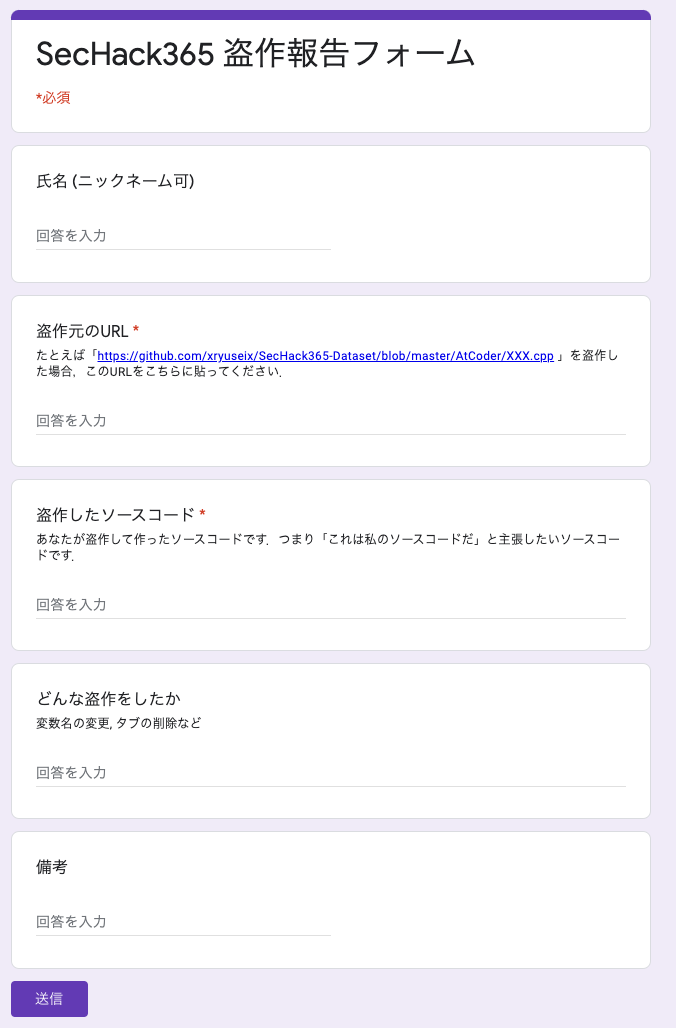 SecHack365 盗作報告フォーム
*必須
氏名 (ニックネーム可)
回答を入力
盗作元のURL *
たとえば「https://github.com/xryuseix/SecHack365-Dataset/blob/master/AtCoder/XXX.cpp 」を盗作し
た場合，このURLをこちらに貼ってください．
回答を入力
盗作したソースコード *
あなたが盗作して作ったソースコードです．つまり「これは私のソースコードだ」と主張したいソースコー
ドです．
回答を入力
どんな盗作をしたか
変数名の変更, タブの削除など
回答を入力
備考
回答を入力
送信